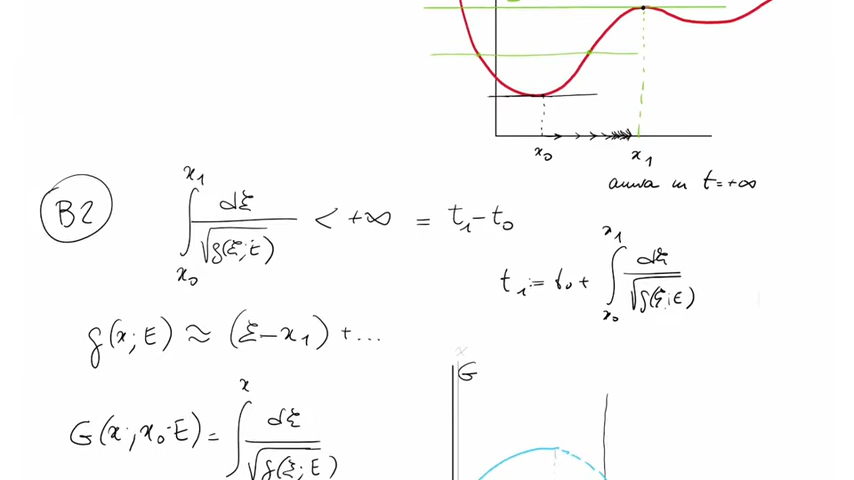 x₀ x₁
arriva in t=+∞
B2
∫_{x₀}^{x₁} dξ/√g(ξ;E) < +∞ = t₁-t₀
t₁ := t₀ + ∫_{x₀}^{x₁} dξ/√g(ξ;E)
g(x;E) ≈ (ξ-x₁) + ...
G
G(x;x₀·E) = ∫^{x} dξ/√g(ξ;E)